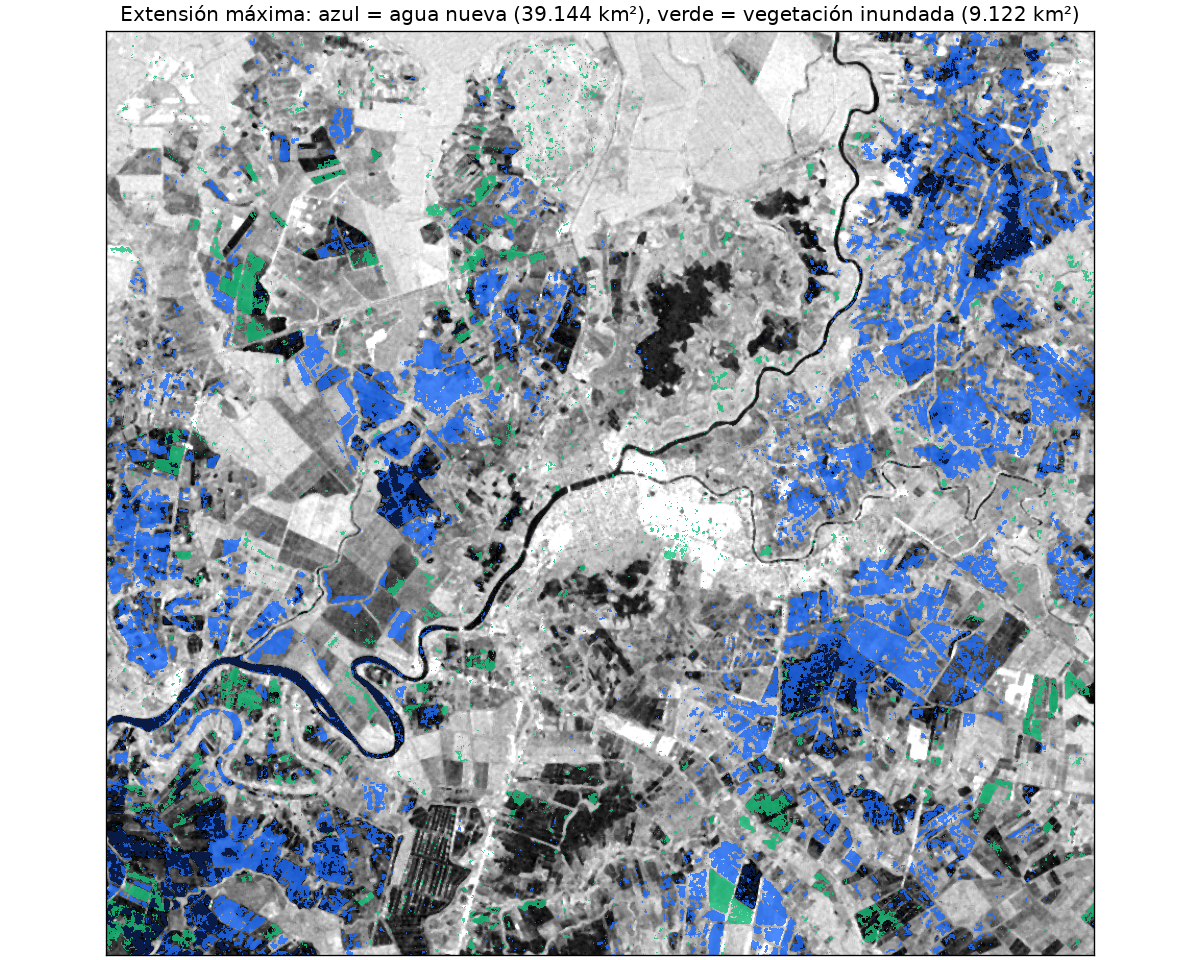 Extensión máxima: azul = agua nueva (39.144 km²), verde = vegetación inundada (9.122 km²)